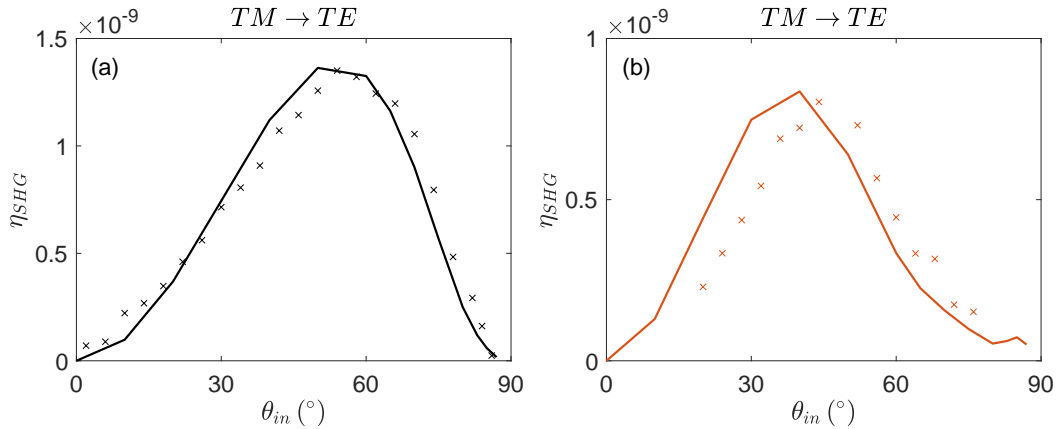 TM → TE
×10⁻⁹
1.5
(a)
1
η_SHG
0.5
0
0 30 60 90
θ_in (°)
TM → TE
×10⁻⁹
1
(b)
η_SHG
0.5
0
0 30 60 90
θ_in (°)